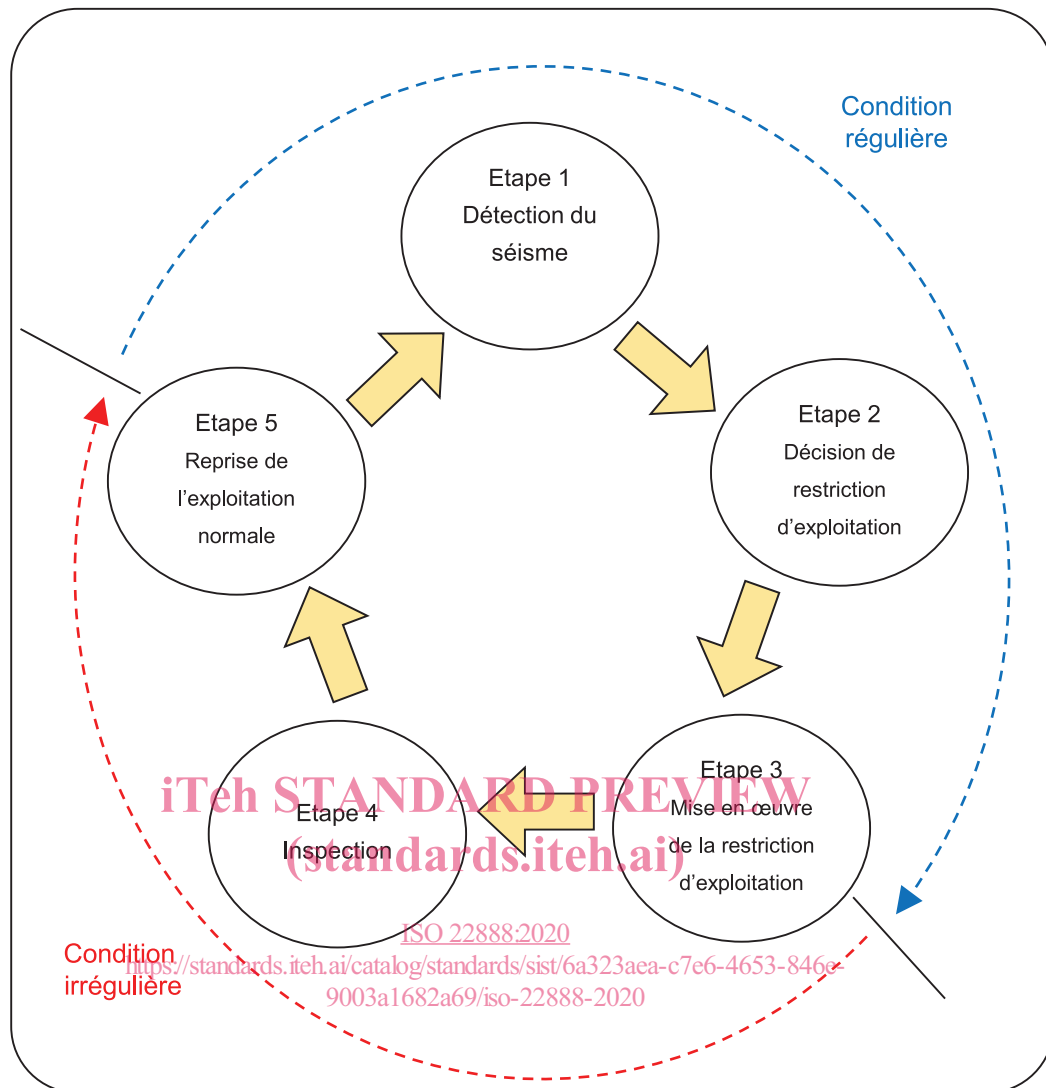 Condition
régulière
Etape 1
Détection du
séisme
Etape 2
Décision de
restriction
d'exploitation
Etape 3
Mise en œuvre
de la restriction
d'exploitation
Etape 4
Inspection
Etape 5
Reprise de
l'exploitation
normale
Condition
irrégulière
iTeh STANDARD PREVIEW
(standards.iteh.ai)
ISO 22888:2020
https://standards.iteh.ai/catalog/standards/sist/6a323aea-c7e6-4653-846e-
9003a1682a69/iso-22888-2020